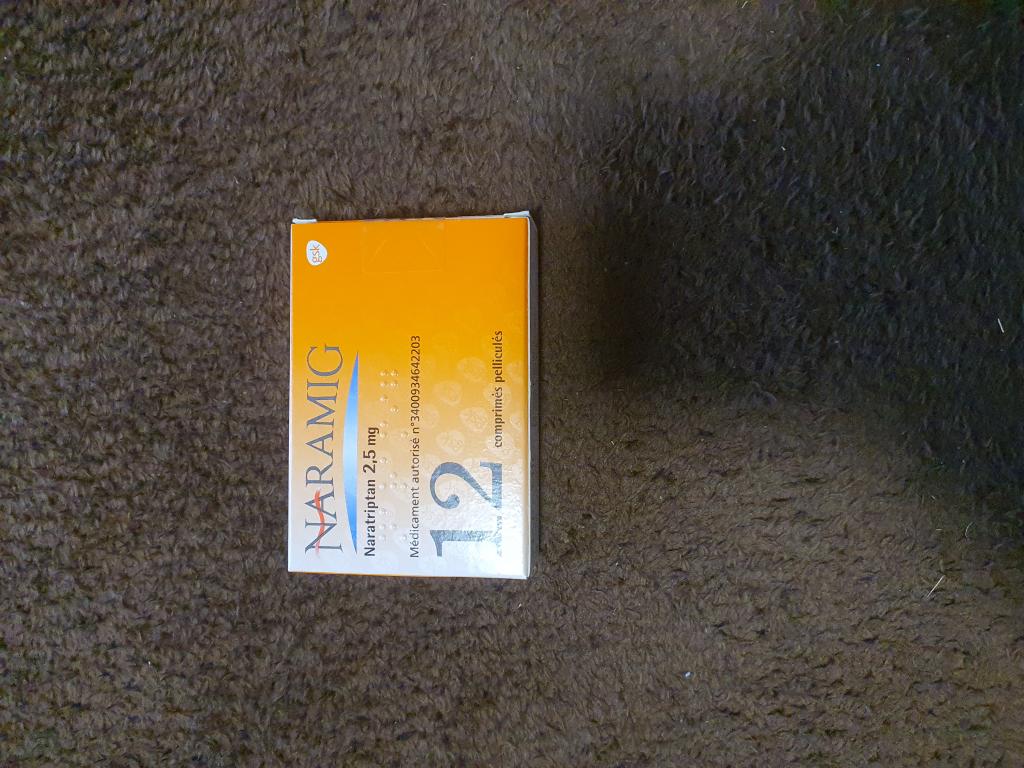 gsk
NARAMIG
Naratriptan 2,5 mg
Médicament autorisé n°3400934642203
12 comprimés pelliculés